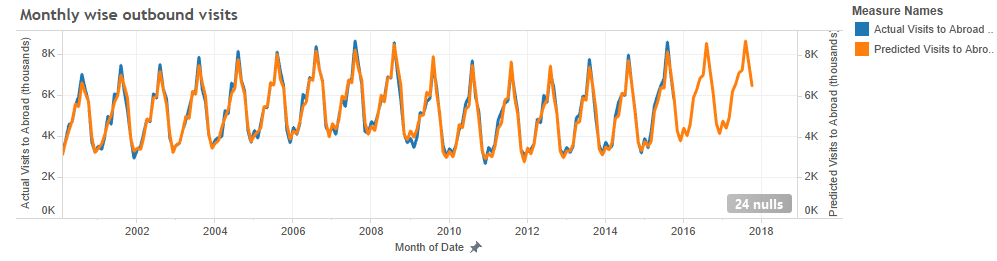 Monthly wise outbound visits
Measure Names
Actual Visits to Abroad ..
Predicted Visits to Abro..
Actual Visits to Abroad (thousands)
8K
6K
4K
2K
0K
8K
6K
4K
2K
0K
Predicted Visits to Abroad (thousands)
24 nulls
2002 2004 2006 2008 2010 2012 2014 2016 2018
Month of Date